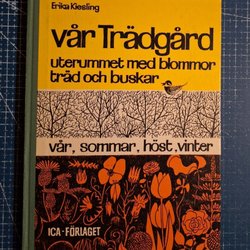 Erika Kiesling
vår Trädgård
uterummet med blommor
träd och buskar
vår, sommar, höst, vinter
ICA-FÖRLAGET